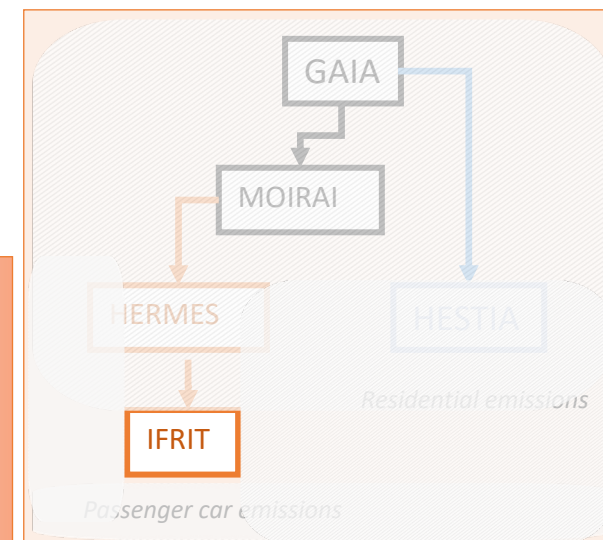 GAIA
MOIRAI
HERMES
HESTIA
Residential emissions
IFRIT
Passenger car emissions